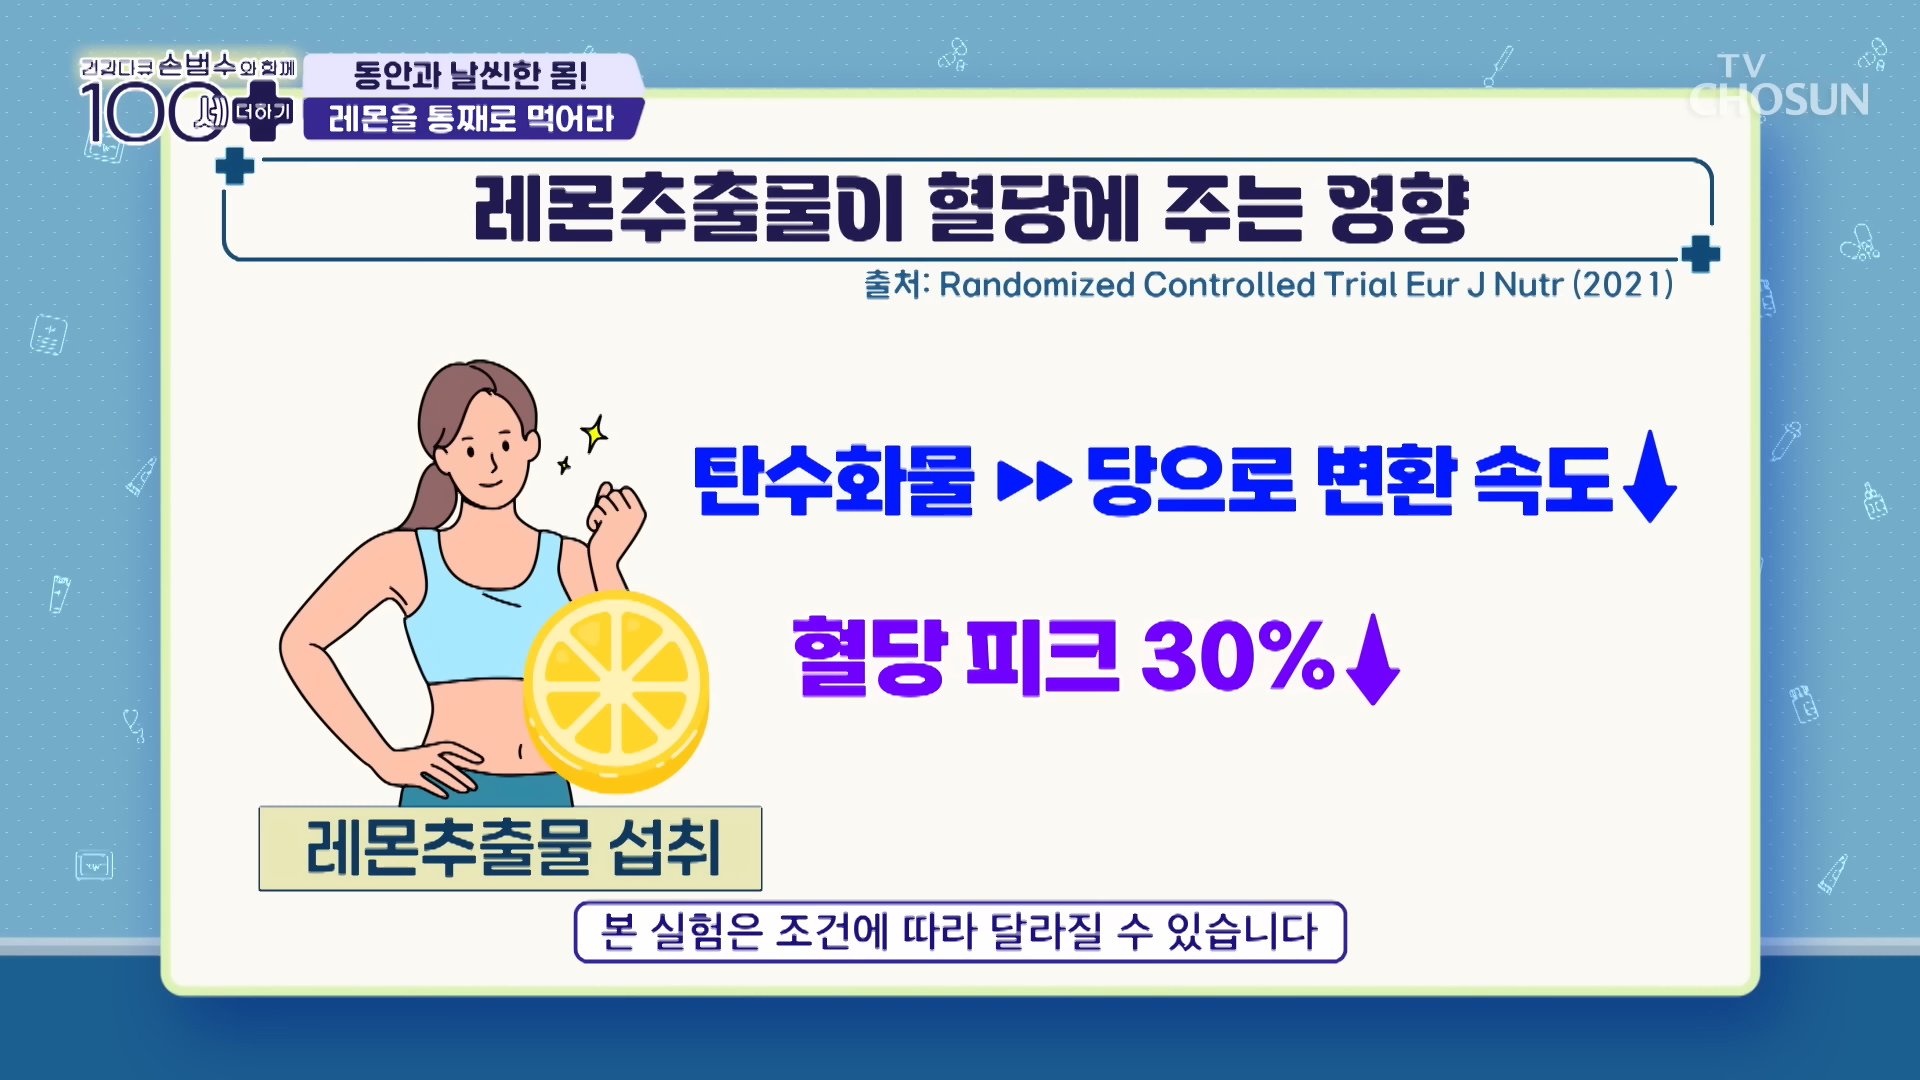 건강다큐 손범수와 함께
100세 더하기
동안과 날씬한 몸!
레몬을 통째로 먹어라
TV
CHOSUN
레몬추출물이 혈당에 주는 영향
출처: Randomized Controlled Trial Eur J Nutr (2021)
탄수화물 ▶▶ 당으로 변환 속도↓
혈당 피크 30%↓
레몬추출물 섭취
본 실험은 조건에 따라 달라질 수 있습니다